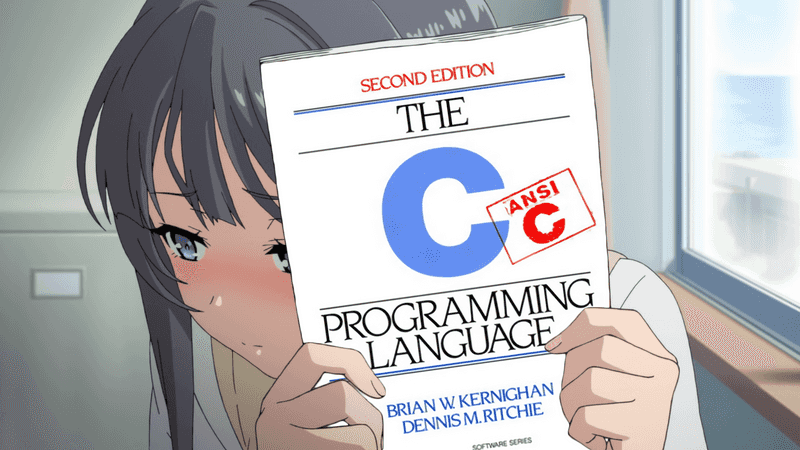 SECOND EDITION
THE
C
ANSI
C
PROGRAMMING
LANGUAGE
BRIAN W. KERNIGHAN
DENNIS M. RITCHIE
SOFTWARE SERIES